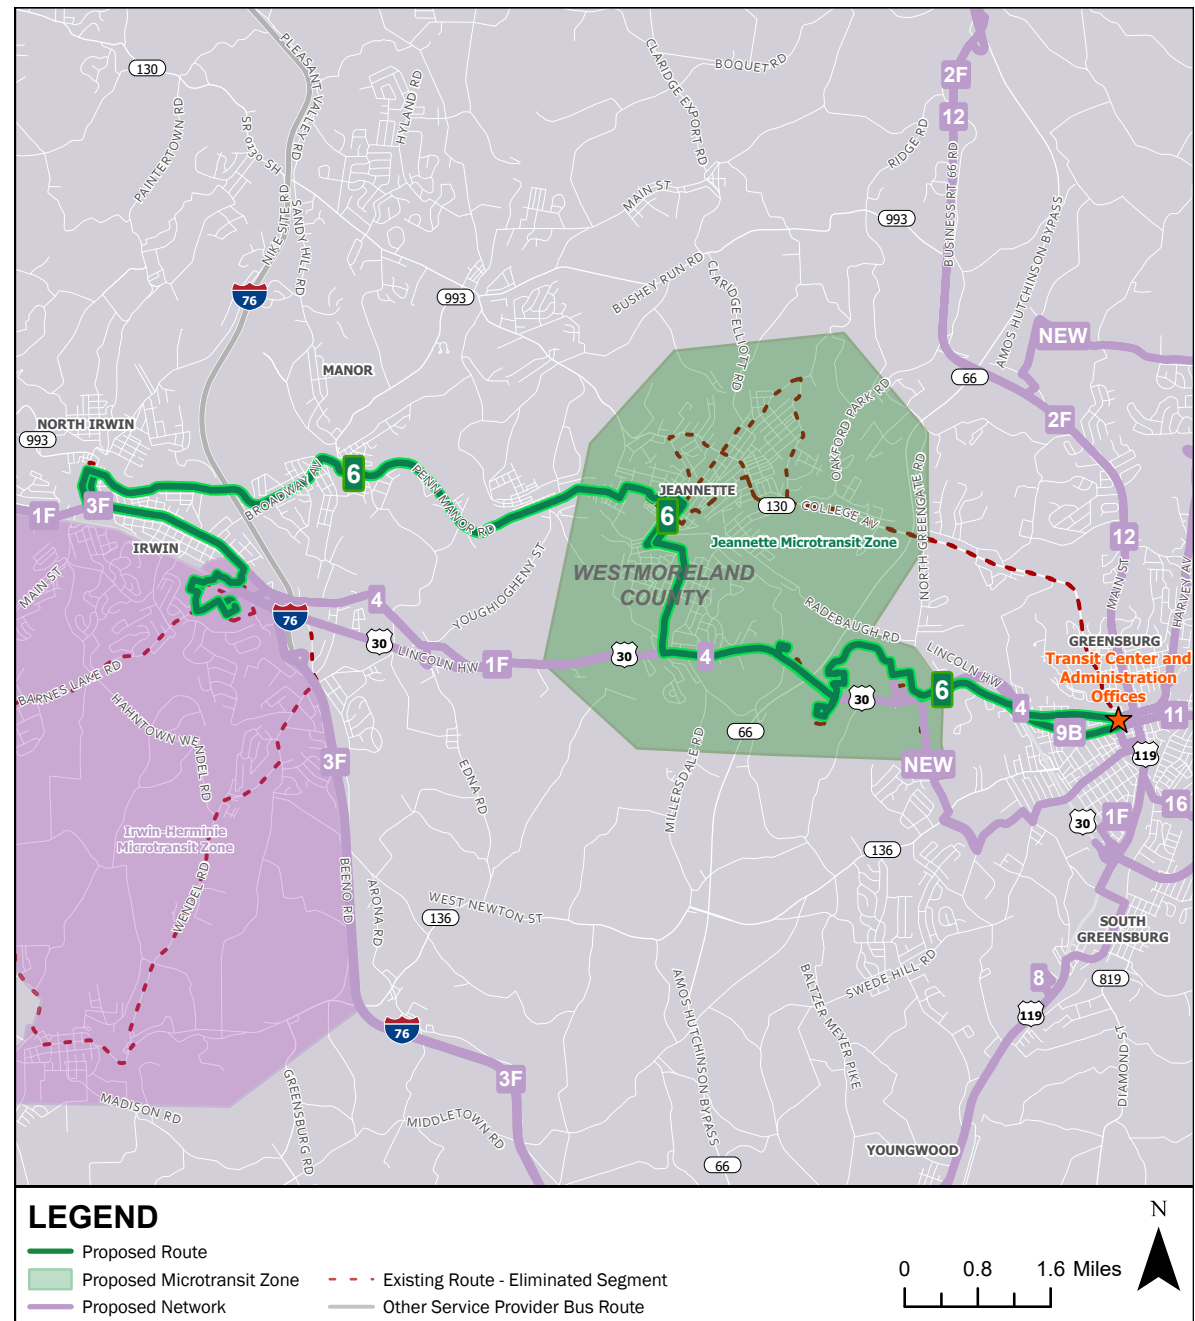 130
PLEASANT VALLEY RD
HYLAND RD
CLARIDGE EXPORT RD
BOQUET RD
2F
12
PAINTERTOWN RD
SR 0130 SH
RIDGE RD
BUSINESS RT 66 RD
MAIN ST
993
AMOS HUTCHINSON BYPASS
NIKE SITE RD
SANDY HILL RD
76
993
BUSHEY RUN RD
CLARIDGE ELLIOTT RD
NEW
66
MANOR
OAKFORD PARK RD
2F
NORTH IRWIN
993
6
BROADWAY AV
PENN MANOR RD
JEANNETTE
6
130
COLLEGE AV
NORTH GREENGATE RD
1F
3F
12
IRWIN
Jeannette Microtransit Zone
WESTMORELAND
COUNTY
MAIN ST
YOUGHIOGHENY ST
MAIN ST
HARVEY AV
4
76
30
LINCOLN HW
1F
30
4
RADEBAUGH RD
LINCOLN HW
GREENSBURG
Transit Center and
Administration
Offices
BARNES LAKE RD
HAHNTOWN WENDEL RD
6
30
4
11
9B
66
119
3F
NEW
EDNA RD
MILLERSDALE RD
16
1F
30
Irwin-Herminie
Microtransit Zone
136
WENDEL RD
BEENO RD
ARONA RD
WEST NEWTON ST
136
SOUTH
GREENSBURG
AMOS HUTCHINSON BYPASS
BALTZER MEYER PIKE
SWEDE HILL RD
8
819
119
76
3F
DIAMOND ST
MADISON RD
GREENSBURG RD
MIDDLETOWN RD
66
YOUNGWOOD
LEGEND
Proposed Route
Proposed Microtransit Zone
Proposed Network
Existing Route - Eliminated Segment
Other Service Provider Bus Route
0 0.8 1.6 Miles
N